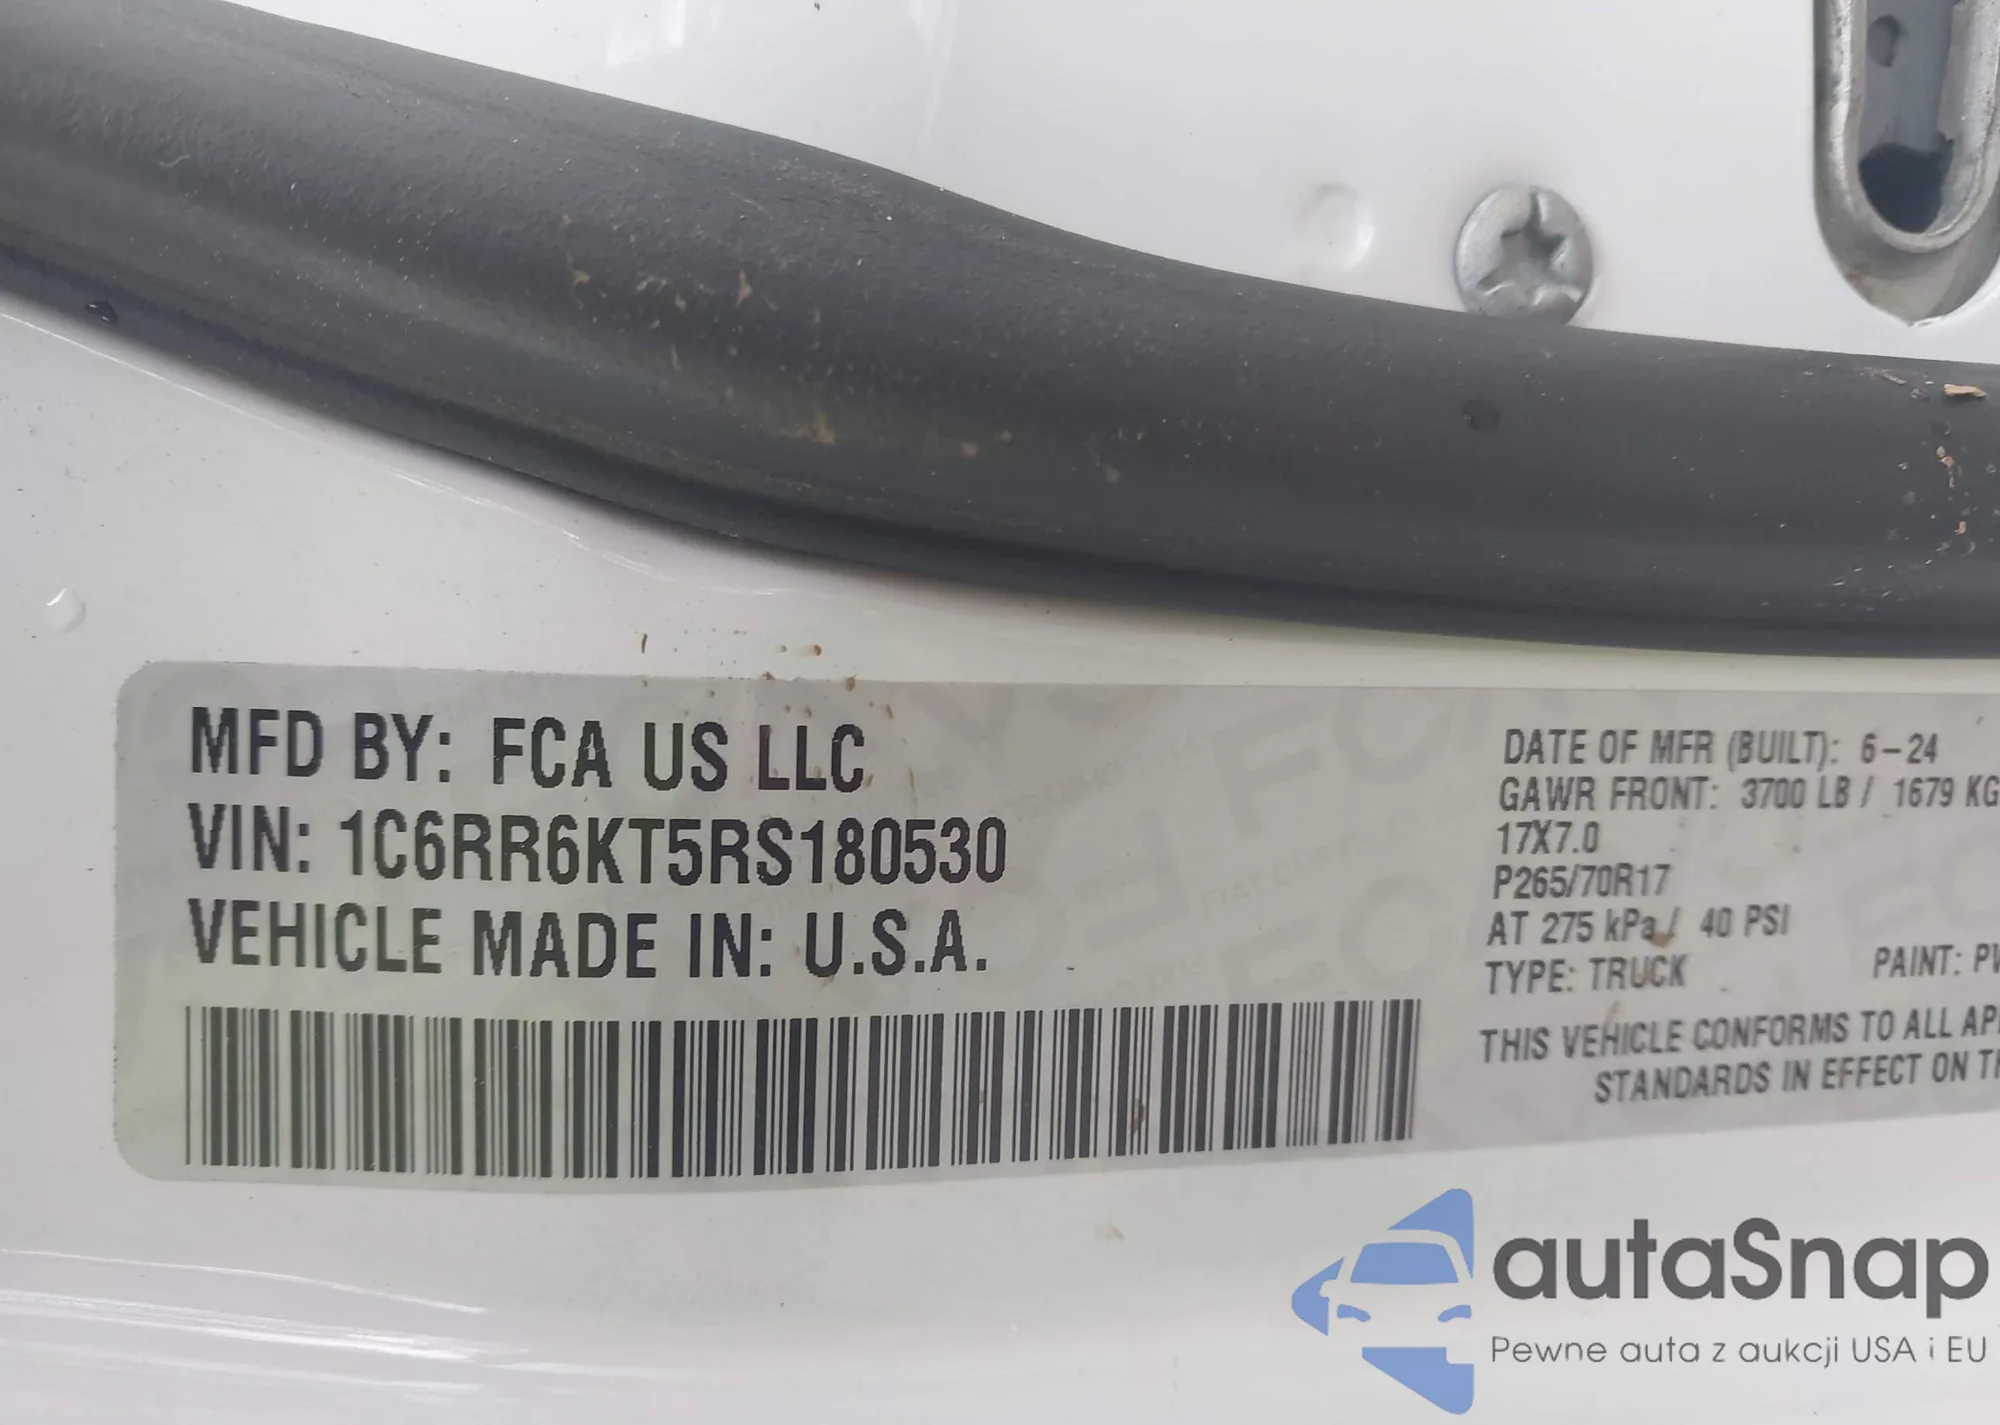 MFD BY: FCA US LLC
VIN: 1C6RR6KT5RS180530
VEHICLE MADE IN: U.S.A.
DATE OF MFR (BUILT): 6-24
GAWR FRONT: 3700 LB / 1679 KG
17X7.0
P265/70R17
AT 275 kPa / 40 PSI
TYPE: TRUCK PAINT:
THIS VEHICLE CONFORMS TO ALL
STANDARDS IN EFFECT ON
autaSnap
Pewne auta z aukcji USA i EU